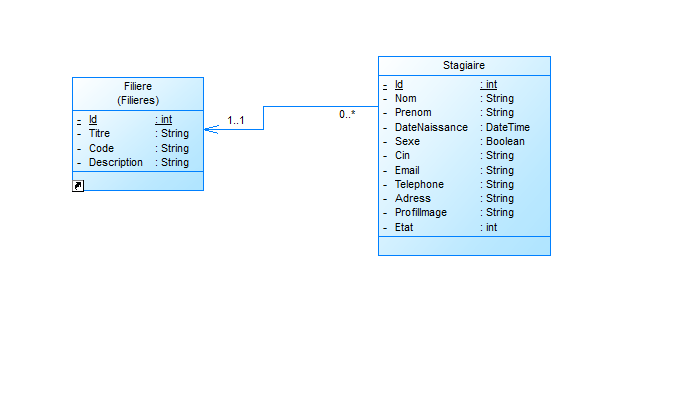 Filiere
(Filieres)
- Id : int
- Titre : String
- Code : String
- Description : String
1..1
0..*
Stagiaire
- Id : int
- Nom : String
- Prenom : String
- DateNaissance : DateTime
- Sexe : Boolean
- Cin : String
- Email : String
- Telephone : String
- Adress : String
- ProfilImage : String
- Etat : int